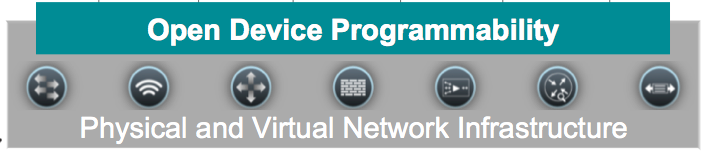 Open Device Programmability
Physical and Virtual Network Infrastructure